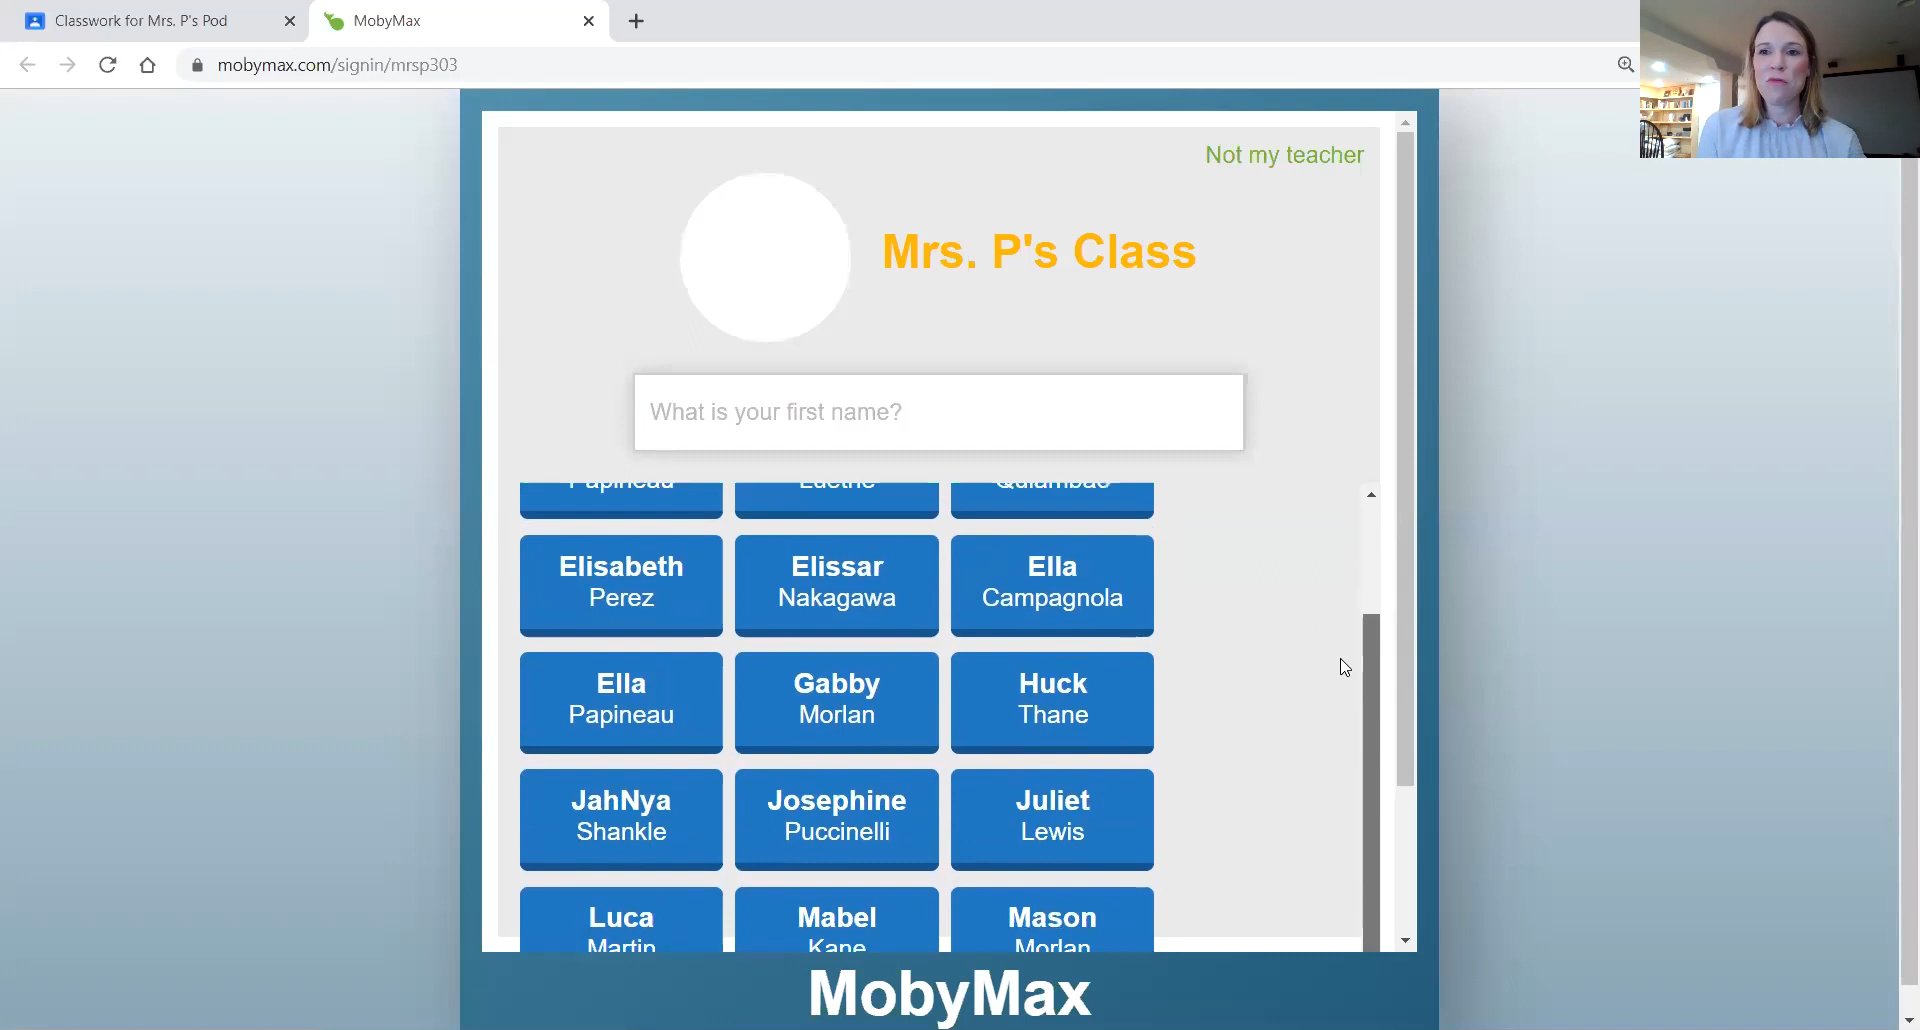 Classwork for Mrs. P's Pod
MobyMax
mobymax.com/signin/mrsp303
Not my teacher
Mrs. P's Class
What is your first name?
Papineau Quiambao
Elisabeth Elissar Ella
Perez Nakagawa Campagnola
Ella Gabby Huck
Papineau Morlan Thane
JahNya Josephine Juliet
Shankle Puccinelli Lewis
Luca Mabel Mason
Martin Kane Morlan
MobyMax